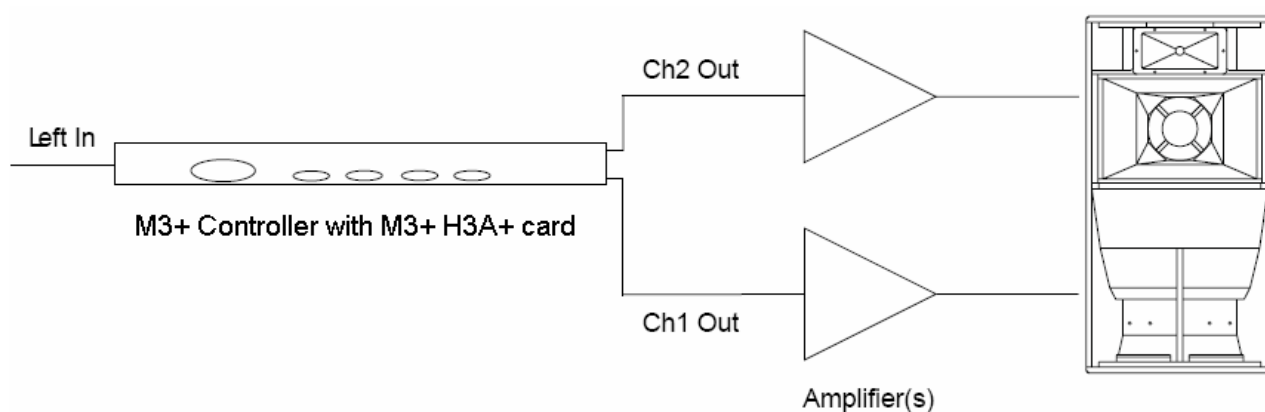 Ch2 Out
Left In
M3+ Controller with M3+ H3A+ card
Ch1 Out
Amplifier(s)